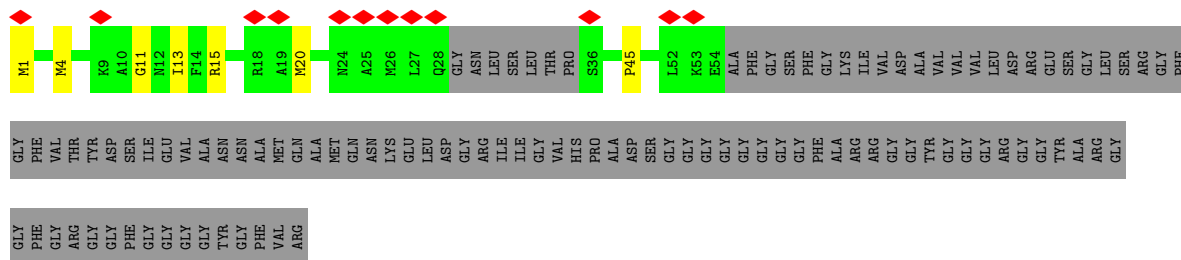 M1 M4 K9 A10 G11 N12 I13 F14 R15 R18 A19 M20 N24 A25 M26 L27 Q28 GLY ASN LEU SER LEU THR PRO S36 P45 L52 K53 E54 ALA PHE GLY SER PHE GLY LYS ILE VAL ASP ALA LYS VAL VAL LEU ASP ARG GLU SER GLY LEU SER ARG GLY PHE
GLY PHE VAL THR TYR ASP SER ILE GLU VAL ALA ASN ASN ALA MET GLN ALA MET GLN ASN LYS GLU LEU ASP GLY ARG ILE ILE GLY VAL HIS PRO ALA ASP SER GLY GLY GLY GLY GLY GLY GLY PHE ALA ARG ARG GLY GLY TYR GLY GLY GLY ARG GLY GLY TYR ALA ARG GLY
GLY PHE GLY ARG GLY GLY PHE GLY GLY GLY GLY TYR GLY PHE VAL ARG